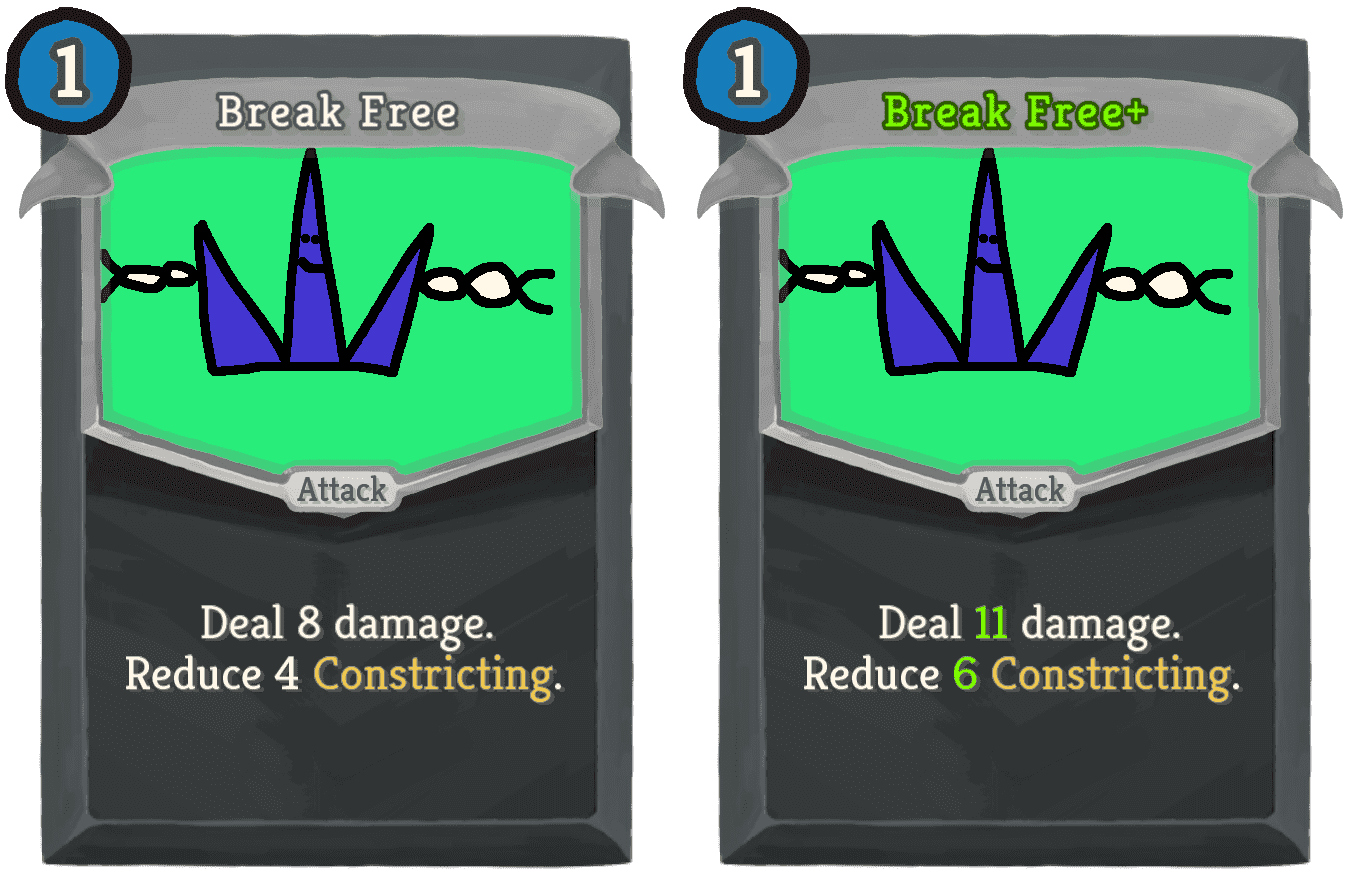 1
Break Free
Attack
Deal 8 damage.
Reduce 4 Constricting.
1
Break Free+
Attack
Deal 11 damage.
Reduce 6 Constricting.